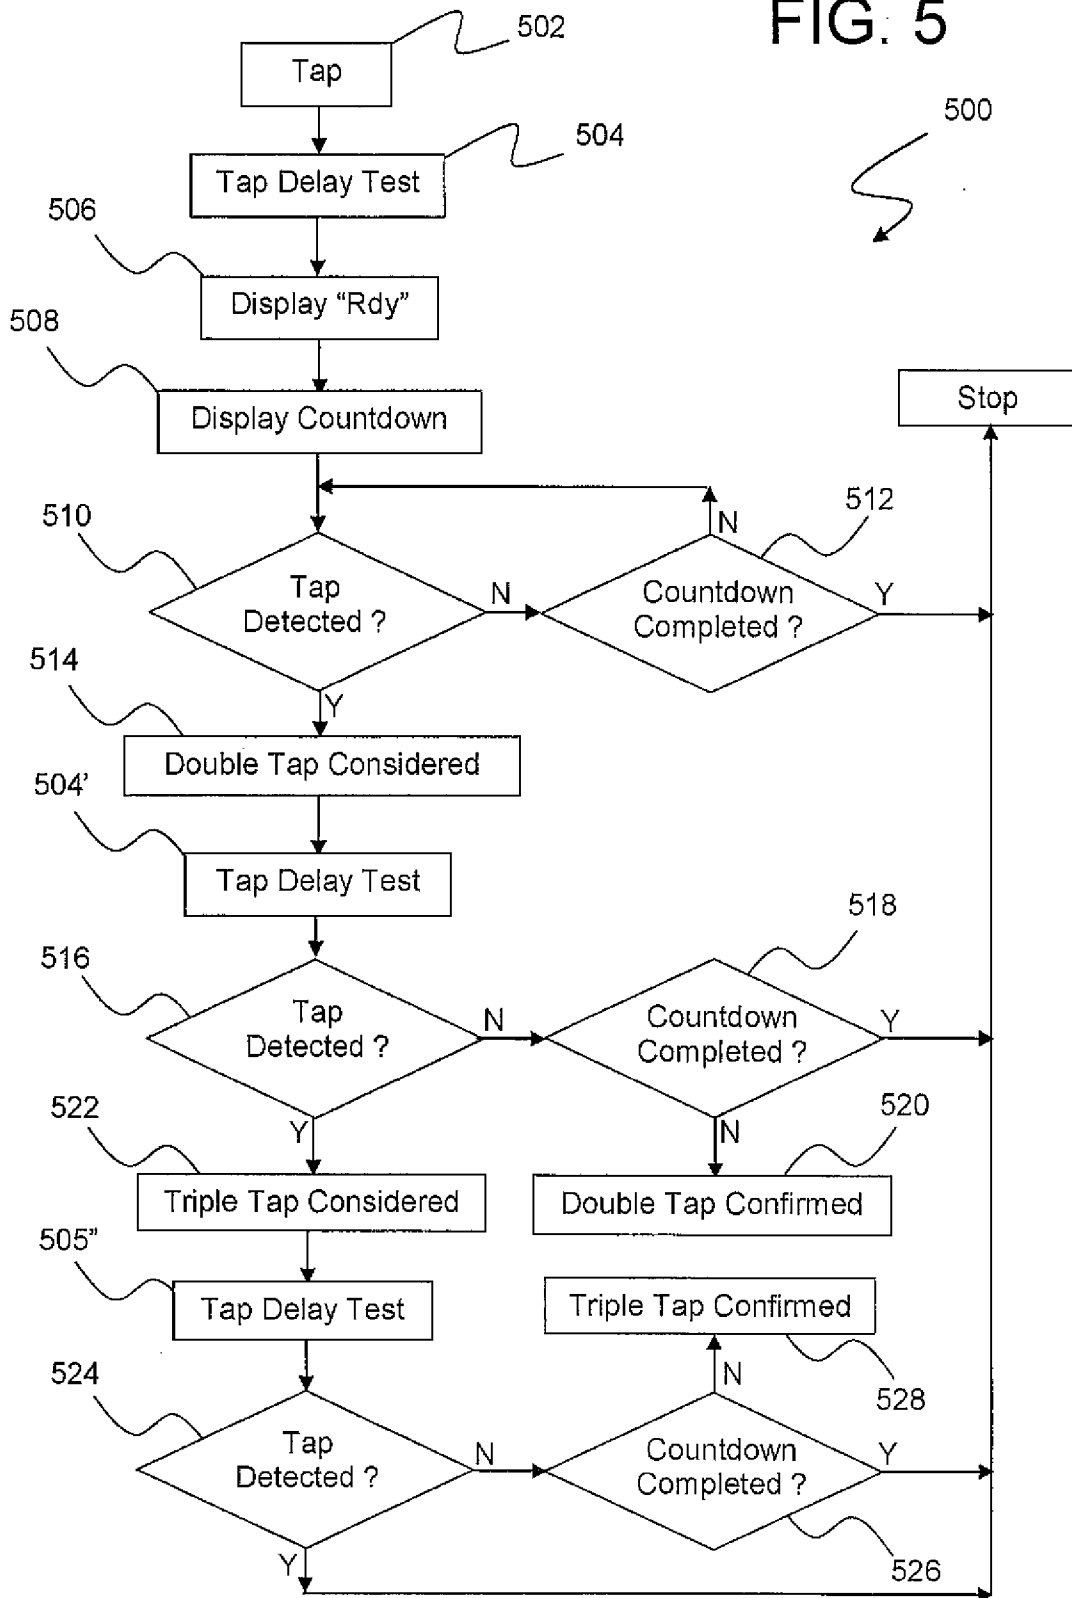 FIG. 5
502
Tap
500
504
Tap Delay Test
506
Display “Rdy”
508
Display Countdown
Stop
510
512
N
Tap
Detected ?
N
Countdown
Completed ?
Y
514
Y
Double Tap Considered
504’
Tap Delay Test
518
516
Tap
Detected ?
N
Countdown
Completed ?
Y
522
Y
N
520
Triple Tap Considered
Double Tap Confirmed
505”
Tap Delay Test
Triple Tap Confirmed
524
N
528
Tap
Detected ?
N
Countdown
Completed ?
Y
Y
526